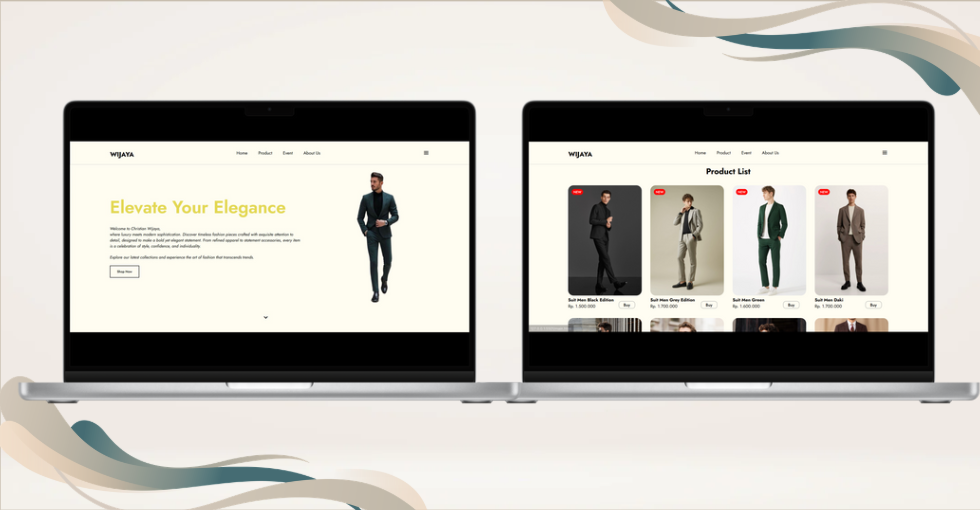 WIJAYA
Home Product Event About Us
Elevate Your Elegance
Welcome to Christian Wijaya,
where luxury meets modern sophistication. Discover timeless fashion pieces crafted with exquisite attention to
detail, designed to make a bold yet elegant statement. From refined apparel to statement accessories, every item
is a celebration of style, confidence, and individuality.
Explore our latest collections and experience the art of fashion that transcends trends.
Shop Now
WIJAYA
Home Product Event About Us
Product List
NEW NEW NEW NEW
Suit Men Black Edition
Rp. 1.500.000
Buy
Suit Men Gray Edition
Rp. 1.700.000
Buy
Suit Men Green
Rp. 1.600.000
Buy
Suit Men Daki
Rp. 1.700.000
Buy